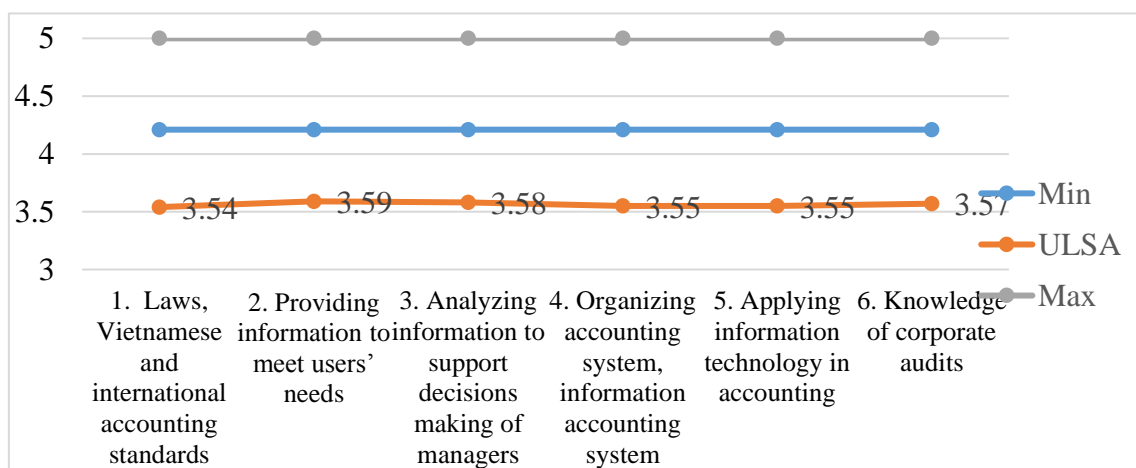 5
4.5
4
3.5
3
3.54
3.59
3.58
3.55
3.55
3.57
Min
ULSA
Max
1. Laws,
Vietnamese
and
international
accounting
standards
2. Providing
information to
meet users’
needs
3. Analyzing
information to
support
decisions
making of
managers
4. Organizing
accounting
system,
information
accounting
system
5. Applying
information
technology in
accounting
6. Knowledge
of corporate
audits